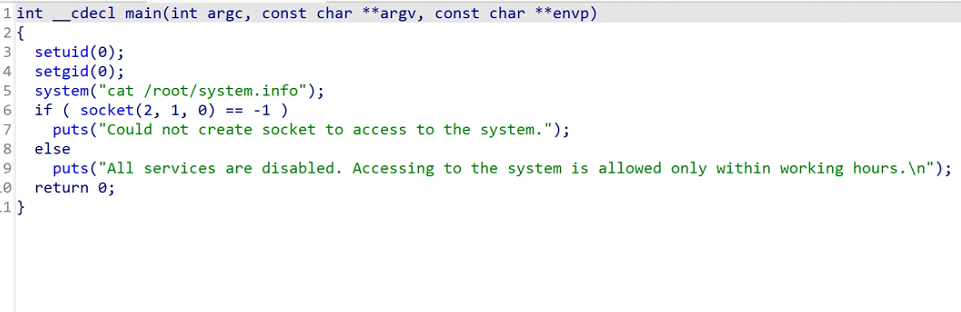 1 int __cdecl main(int argc, const char **argv, const char **envp)
2 {
3   setuid(0);
4   setgid(0);
5   system("cat /root/system.info");
6   if ( socket(2, 1, 0) == -1 )
7     puts("Could not create socket to access to the system.");
8   else
9     puts("All services are disabled. Accessing to the system is allowed only within working hours.\n");
0   return 0;
1 }